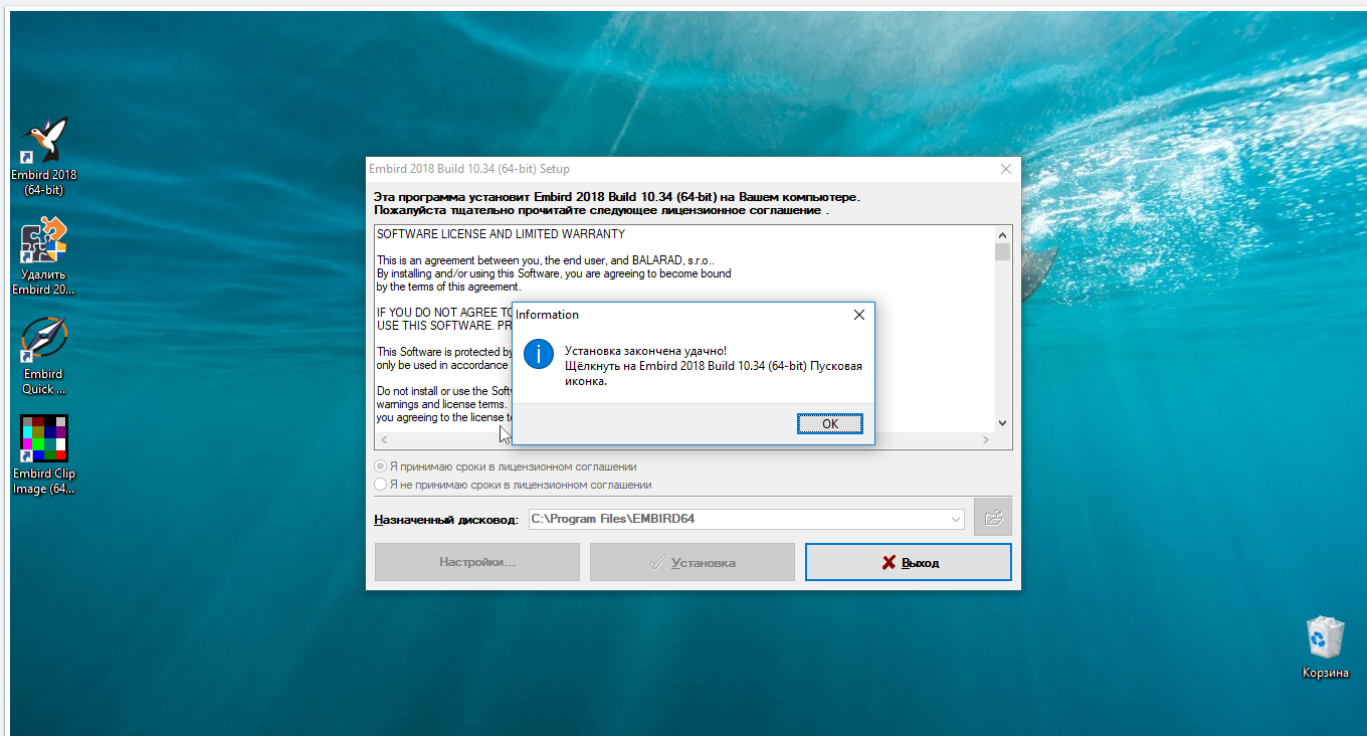 Embird 2018
(64-bit)
Удалить
Embird 20...
Embird
Quick ...
Embird Clip
Image (64...
Embird 2018 Build 10.34 (64-bit) Setup
Эта программа установит Embird 2018 Build 10.34 (64-bit) на Вашем компьютере.
Пожалуйста тщательно прочитайте следующее лицензионное соглашение .
SOFTWARE LICENSE AND LIMITED WARRANTY
This is an agreement between you, the end user, and BALARAD, s.r.o..
By installing and/or using this Software, you are agreeing to become bound
by the terms of this agreement.
IF YOU DO NOT AGREE TO
USE THIS SOFTWARE. PR
This Software is protected by
only be used in accordance
Do not install or use the Soft
warnings and license terms.
you agreeing to the license te
Information
Установка закончена удачно!
Щёлкнуть на Embird 2018 Build 10.34 (64-bit) Пусковая
иконка.
OK
Я принимаю сроки в лицензионном соглашении
Я не принимаю сроки в лицензионном соглашении
Назначенный дисковод: C:\Program Files\EMBIRD64
Настройки... Установка Выход
Корзина